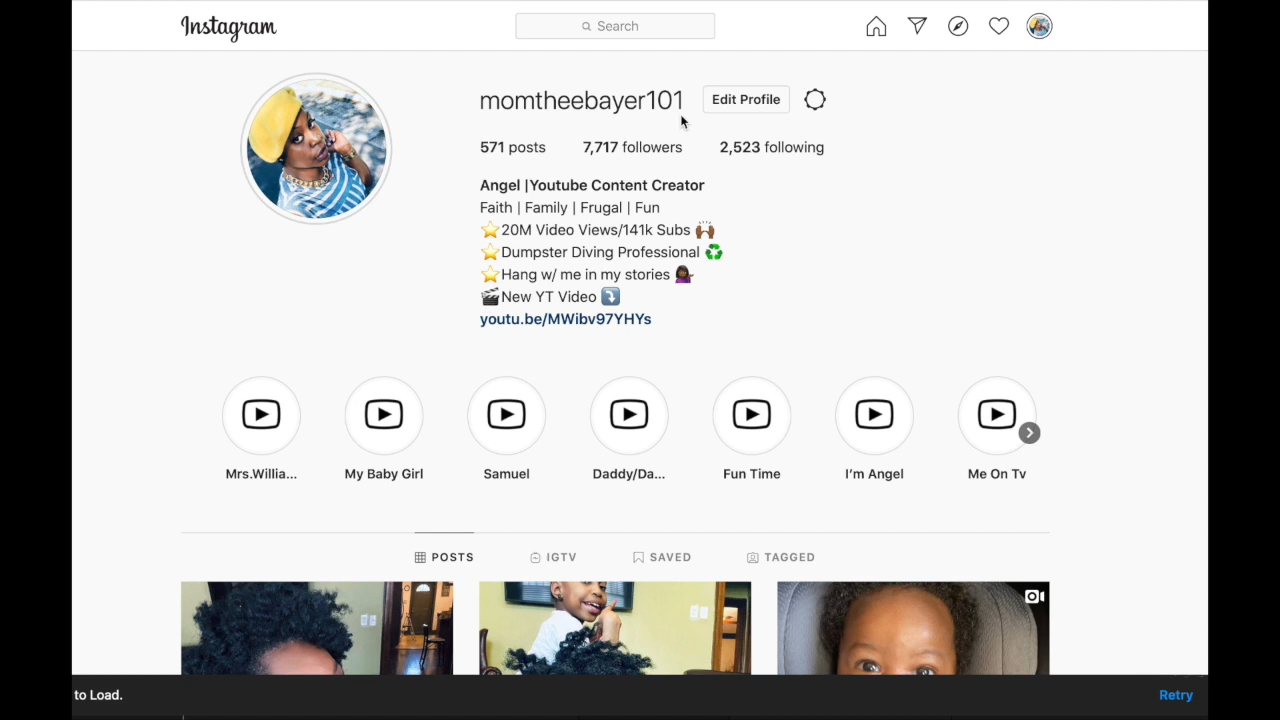 Instagram
Search
momtheebayer101 Edit Profile
571 posts 7,717 followers 2,523 following
Angel |Youtube Content Creator
Faith | Family | Frugal | Fun
⭐20M Video Views/141k Subs 🙌🏾
⭐Dumpster Diving Professional ♻️
⭐Hang w/ me in my stories 💁🏿‍♀️
🎬New YT Video ⤵️
youtu.be/MWibv97YHYs
Mrs.Willia... My Baby Girl Samuel Daddy/Da... Fun Time I'm Angel Me On Tv
POSTS IGTV SAVED TAGGED
to Load. Retry